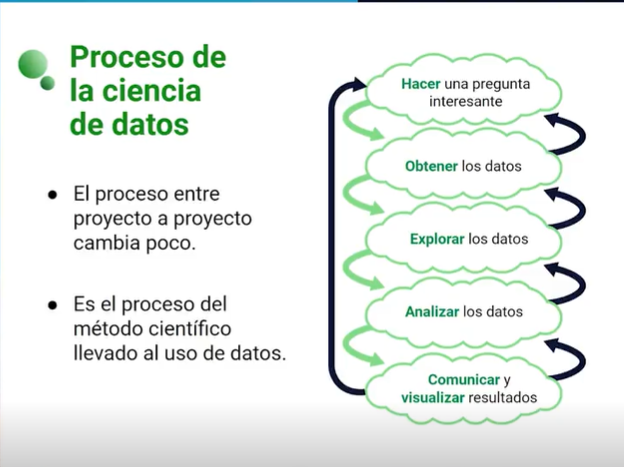 Proceso de
la ciencia
de datos
● El proceso entre
proyecto a proyecto
cambia poco.
● Es el proceso del
método científico
llevado al uso de datos.
Hacer una pregunta
interesante
Obtener los datos
Explorar los datos
Analizar los datos
Comunicar y
visualizar resultados